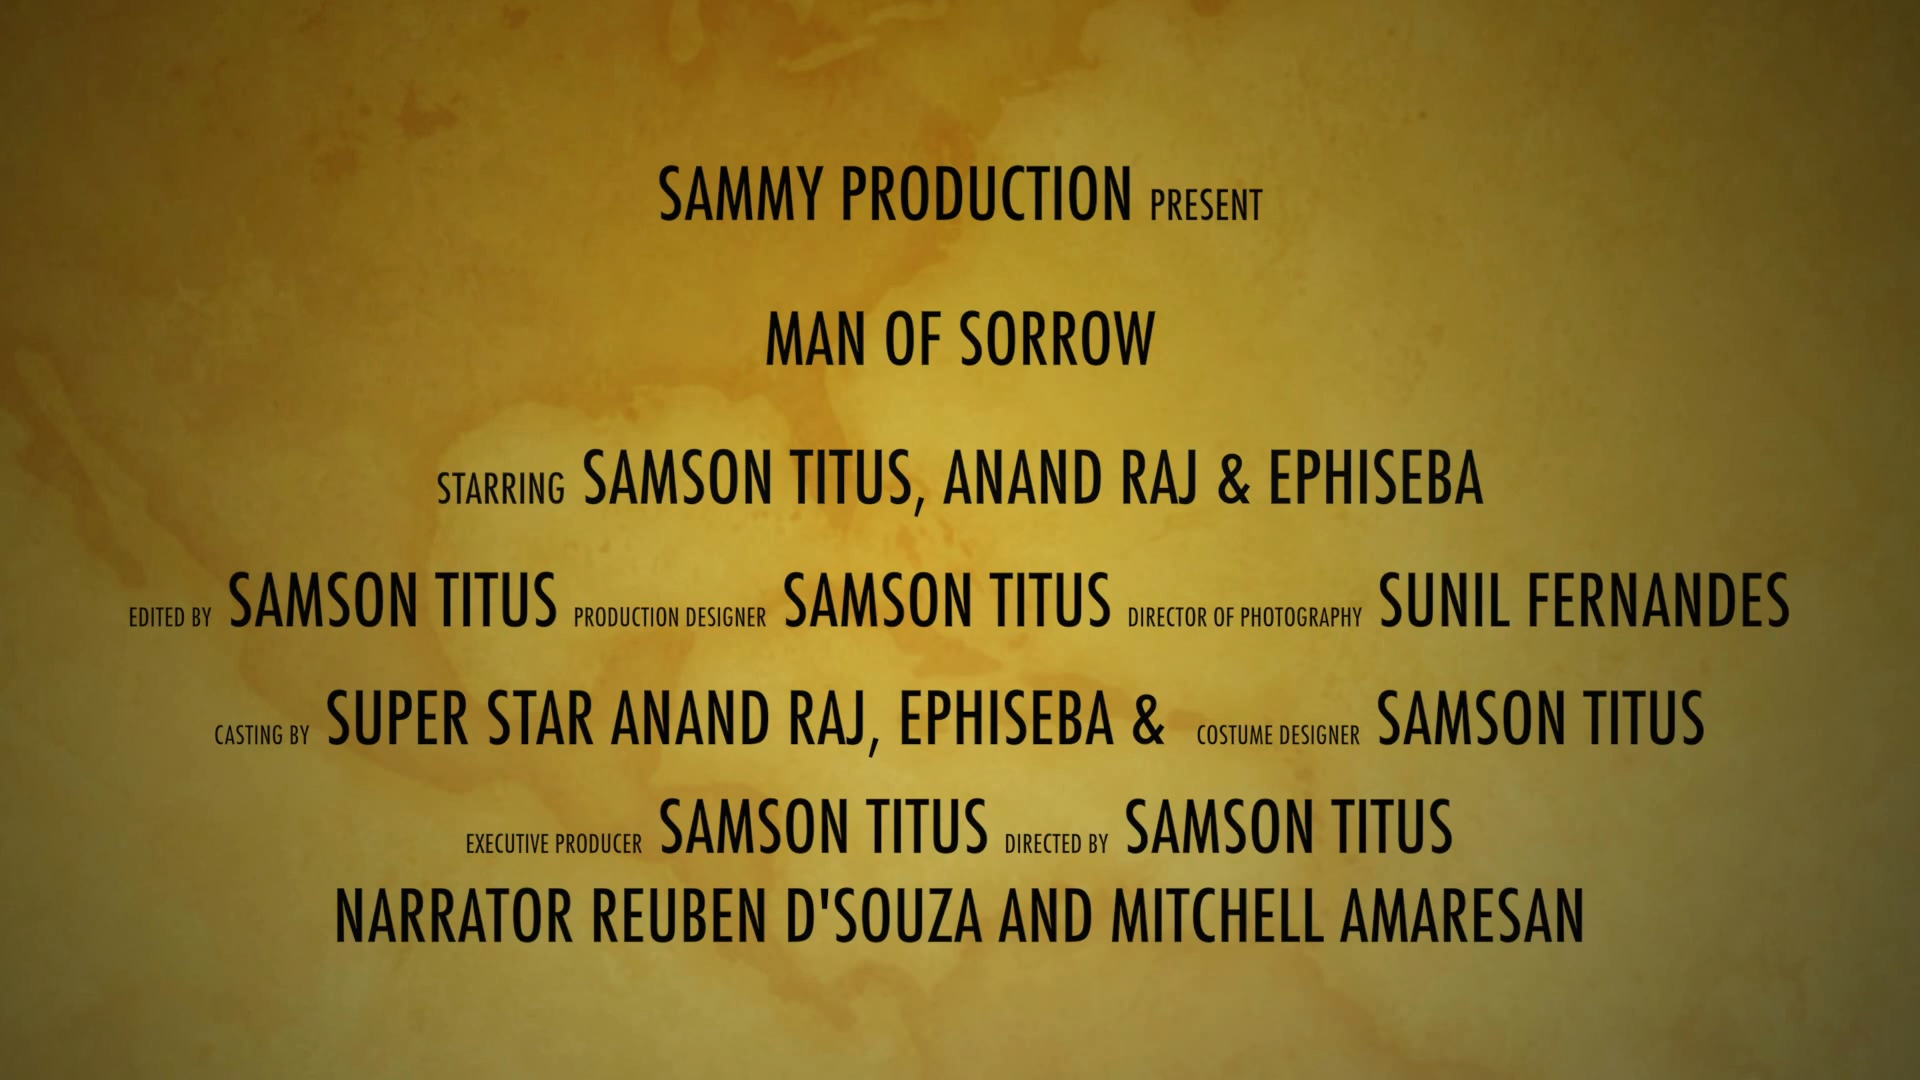 SAMMY PRODUCTION PRESENT
MAN OF SORROW
STARRING SAMSON TITUS, ANAND RAJ & EPHISEBA
EDITED BY SAMSON TITUS PRODUCTION DESIGNER SAMSON TITUS DIRECTOR OF PHOTOGRAPHY SUNIL FERNANDES
CASTING BY SUPER STAR ANAND RAJ, EPHISEBA & COSTUME DESIGNER SAMSON TITUS
EXECUTIVE PRODUCER SAMSON TITUS DIRECTED BY SAMSON TITUS
NARRATOR REUBEN D'SOUZA AND MITCHELL AMARESAN